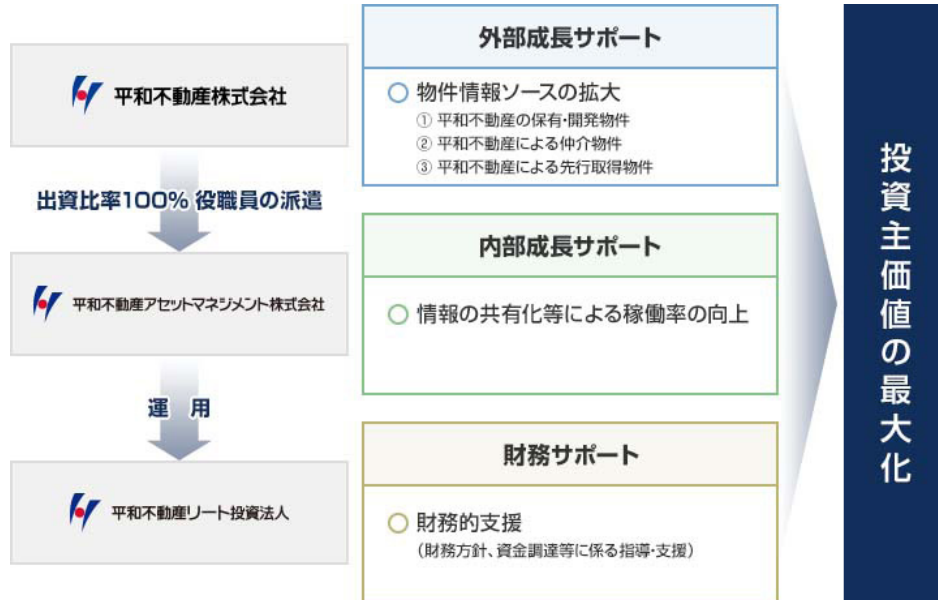 平和不動産株式会社
出資比率100% 役職員の派遣
平和不動産アセットマネジメント株式会社
運 用
平和不動産リート投資法人
外部成長サポート
○ 物件情報ソースの拡大
① 平和不動産の保有・開発物件
② 平和不動産による仲介物件
③ 平和不動産による先行取得物件
内部成長サポート
○ 情報の共有化等による稼働率の向上
財務サポート
○ 財務的支援
（財務方針、資金調達等に係る指導・支援）
投資主価値の最大化